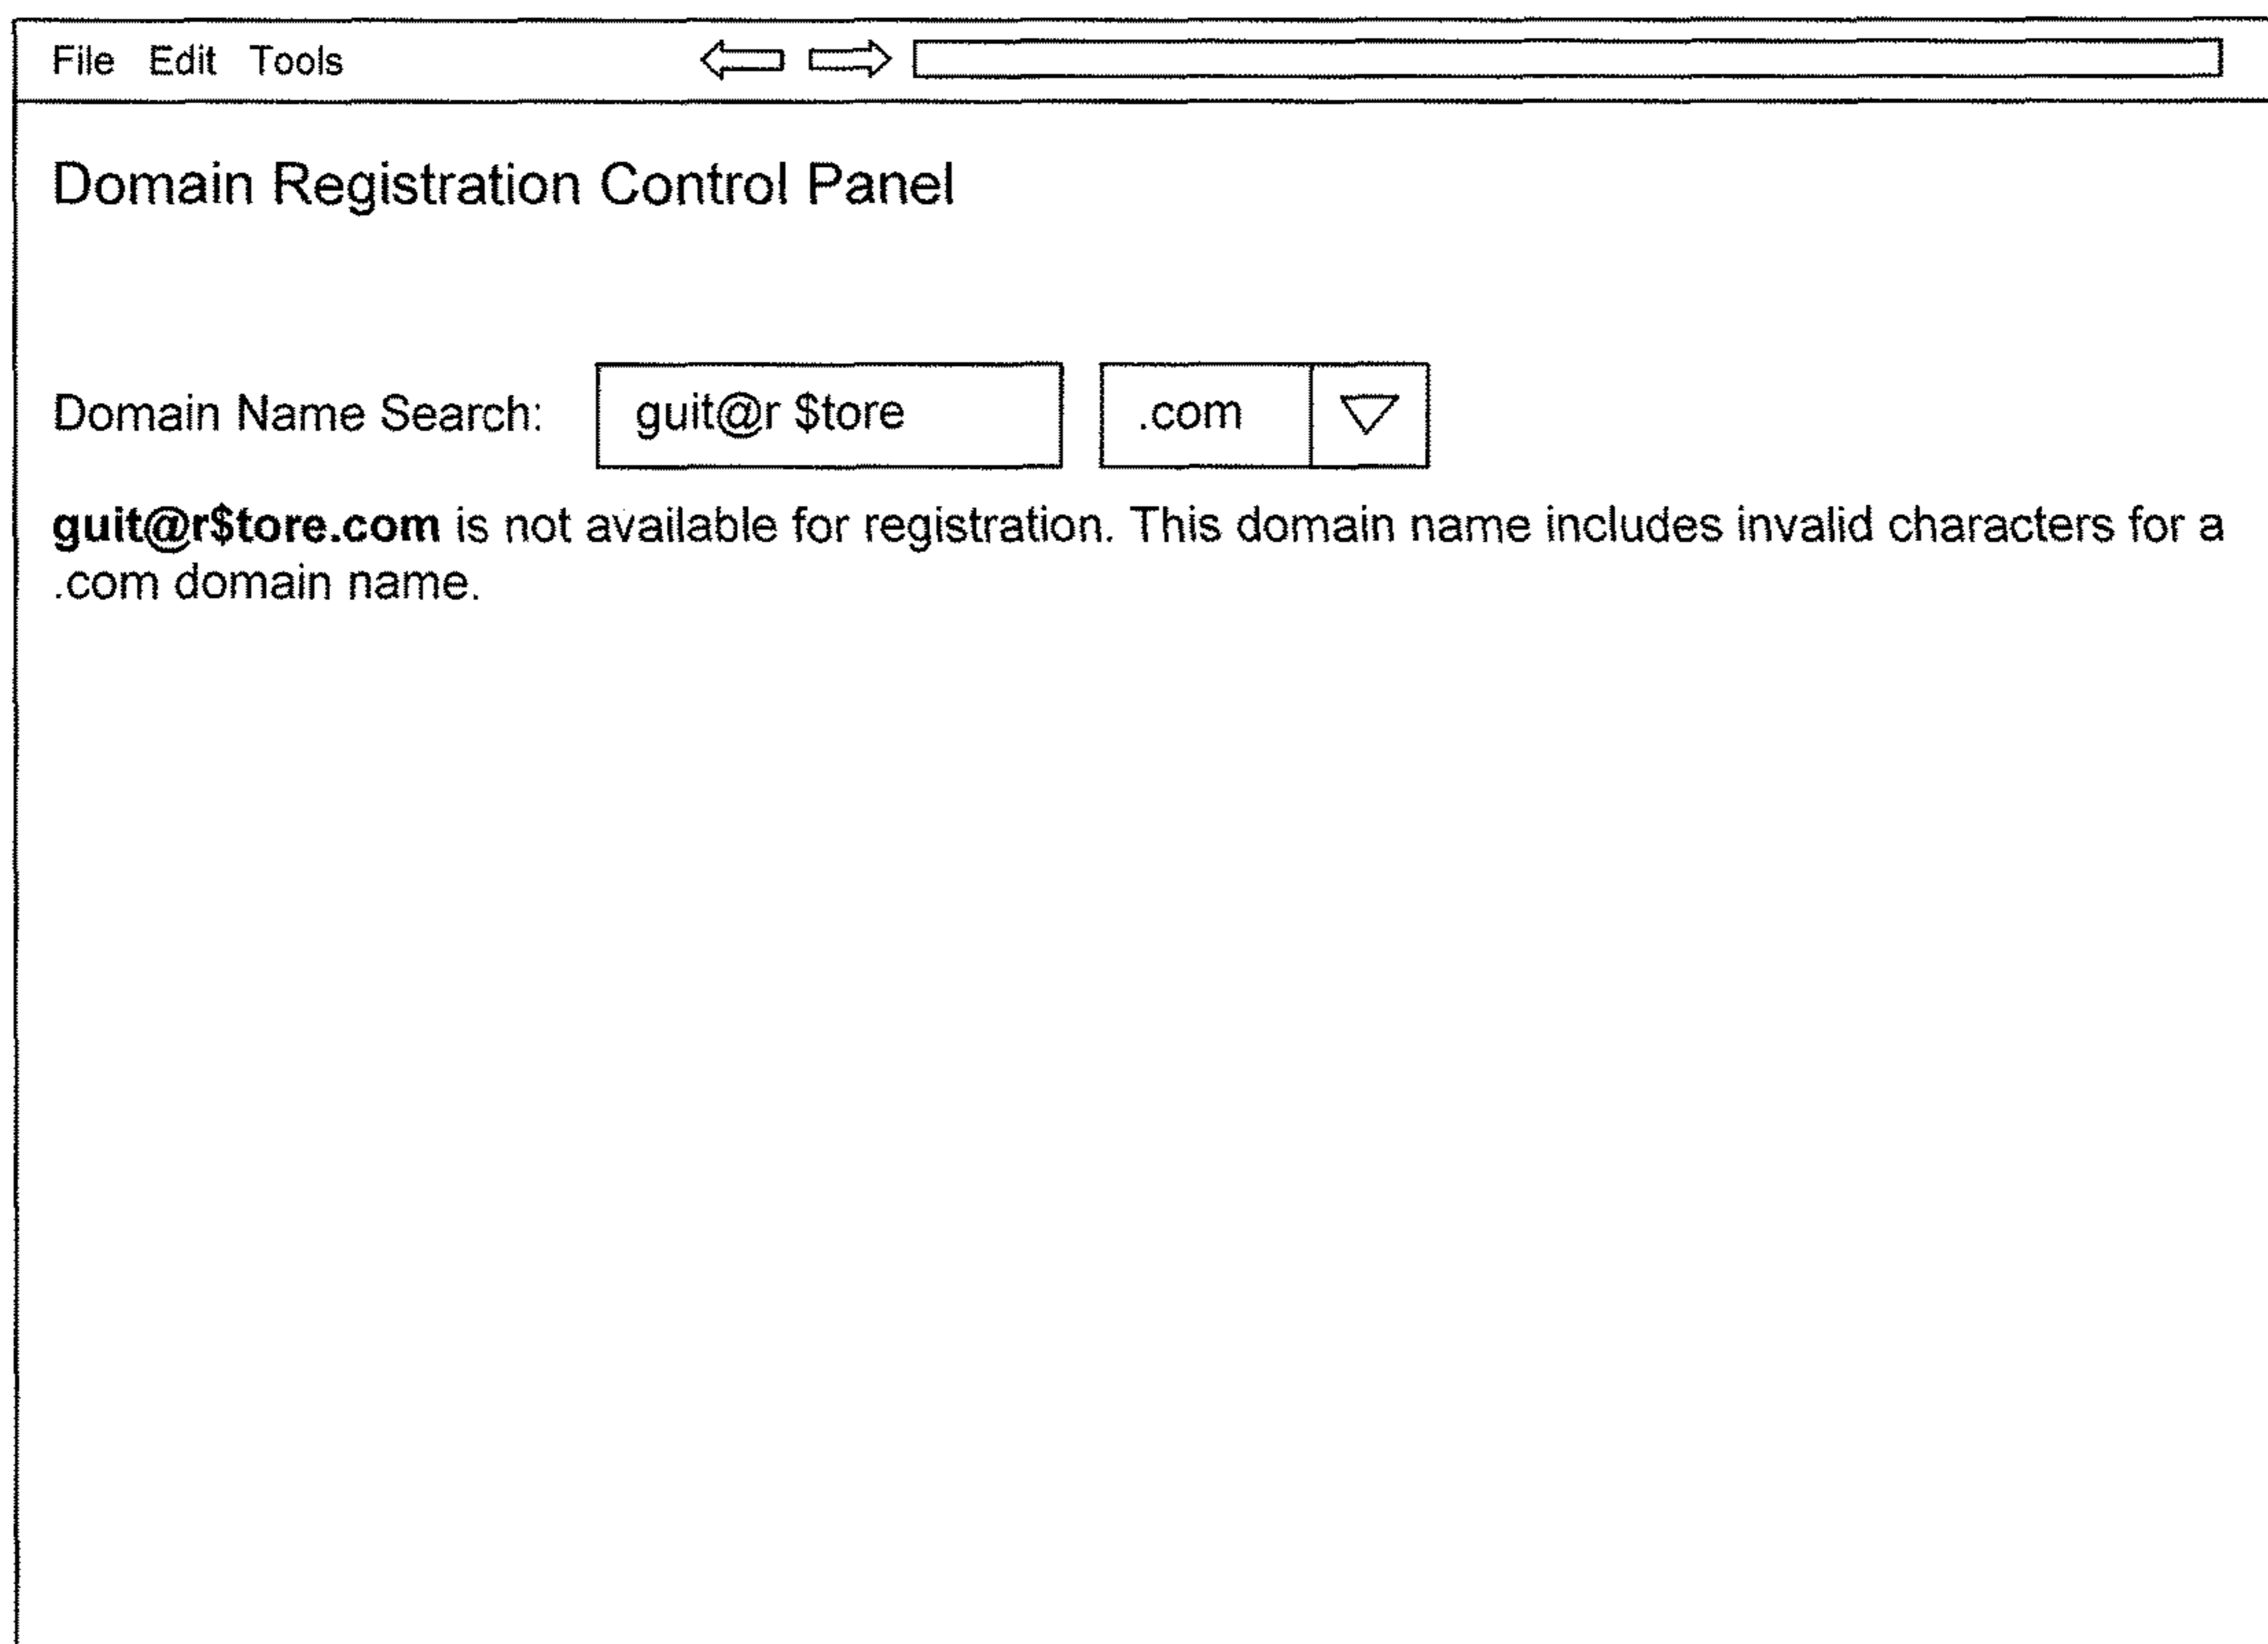 File Edit Tools
Domain Registration Control Panel
Domain Name Search: guit@r $tore .com
guit@r$tore.com is not available for registration. This domain name includes invalid characters for a
.com domain name.